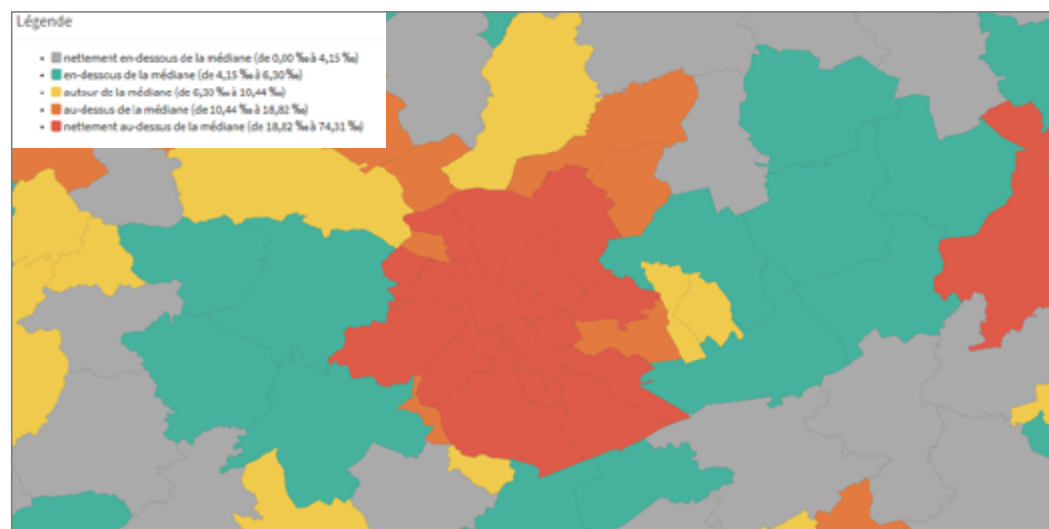 Légende
nettement en-dessous de la médiane (de 0,00 ‰ à 4,15 ‰)
en-dessous de la médiane (de 4,15 ‰ à 6,30 ‰)
autour de la médiane (de 6,30 ‰ à 10,44 ‰)
au-dessus de la médiane (de 10,44 ‰ à 18,82 ‰)
nettement au-dessus de la médiane (de 18,82 ‰ à 74,31 ‰)